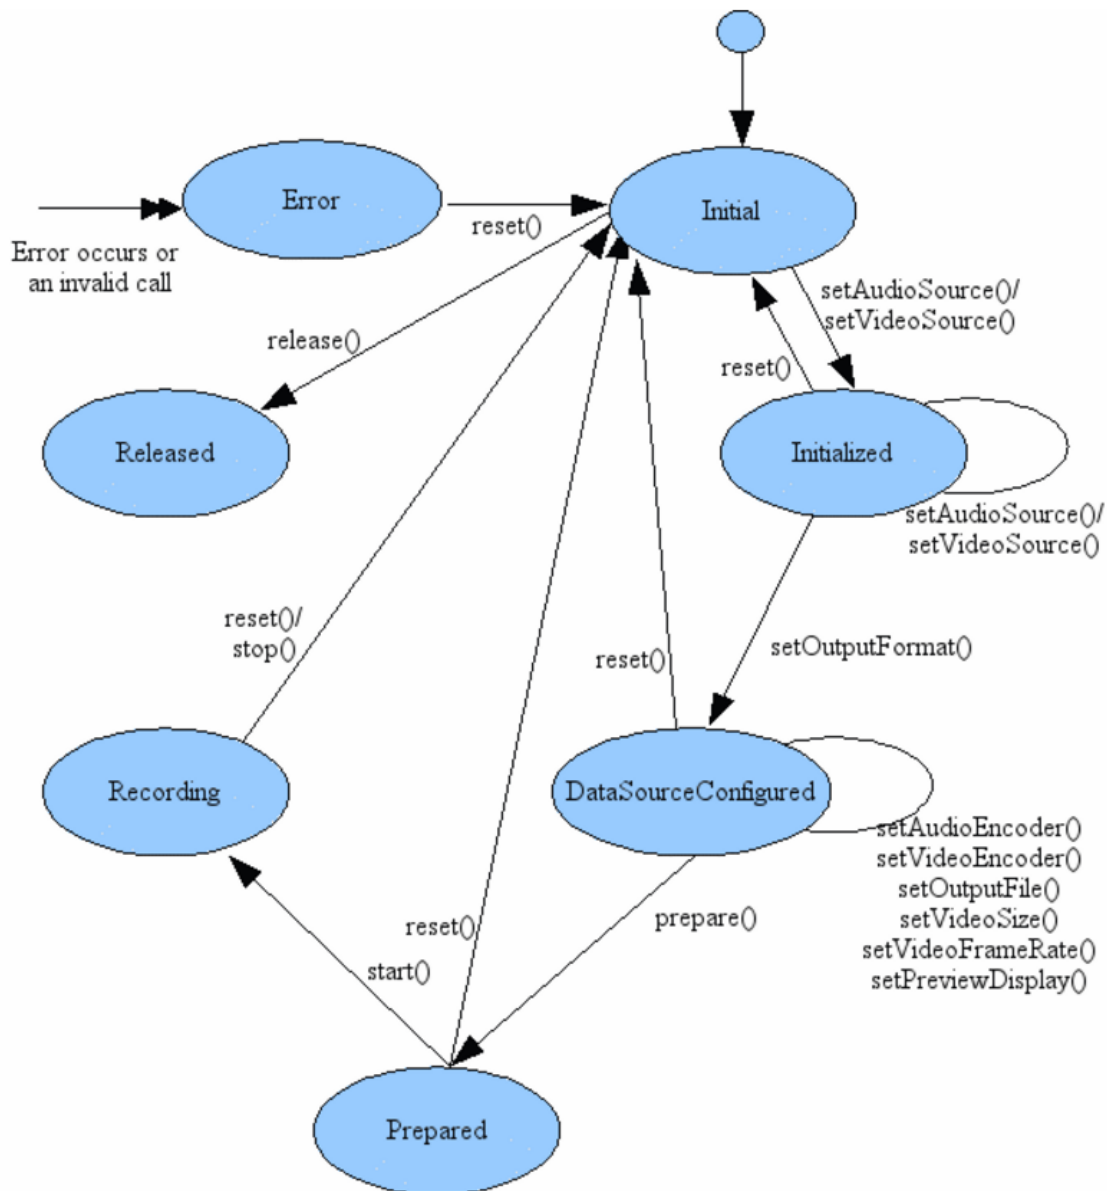 Error
Initial
reset()
Error occurs or
an invalid call
setAudioSource()/
setVideoSource()
release()
reset()
Released
Initialized
setAudioSource()/
setVideoSource()
reset()/
stop()
setOutputFormat()
reset()
Recording
DataSourceConfigured
setAudioEncoder()
setVideoEncoder()
setOutputFile()
setVideoSize()
setVideoFrameRate()
setPreviewDisplay()
prepare()
reset()
start()
Prepared